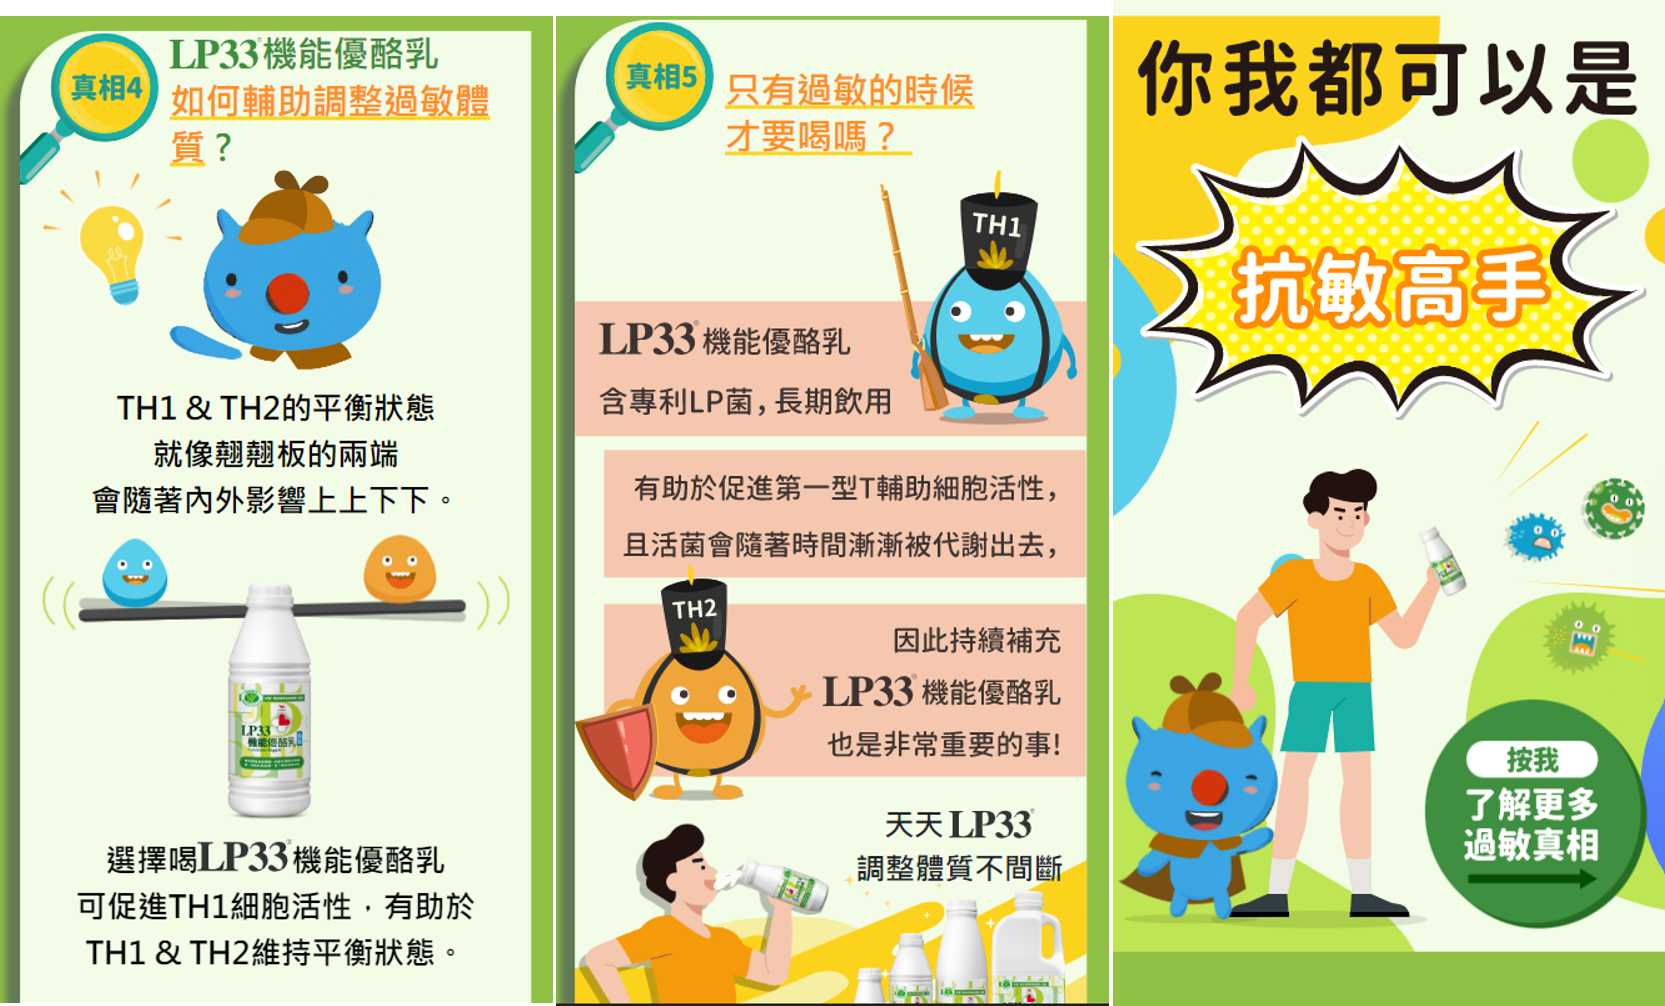 真相4
LP33®機能優酪乳
如何輔助調整過敏體
質？
TH1 & TH2的平衡狀態
就像翹翹板的兩端
會隨著內外影響上上下下。
LP33
機能優酪乳
選擇喝LP33®機能優酪乳
可促進TH1細胞活性，有助於
TH1 & TH2維持平衡狀態。
真相5
只有過敏的時候
才要喝嗎？
TH1
LP33®機能優酪乳
含專利LP菌，長期飲用
有助於促進第一型T輔助細胞活性，
且活菌會隨著時間漸漸被代謝出去，
TH2
因此持續補充
LP33®機能優酪乳
也是非常重要的事!
天天LP33®
調整體質不間斷
你我都可以是
抗敏高手
按我
了解更多
過敏真相